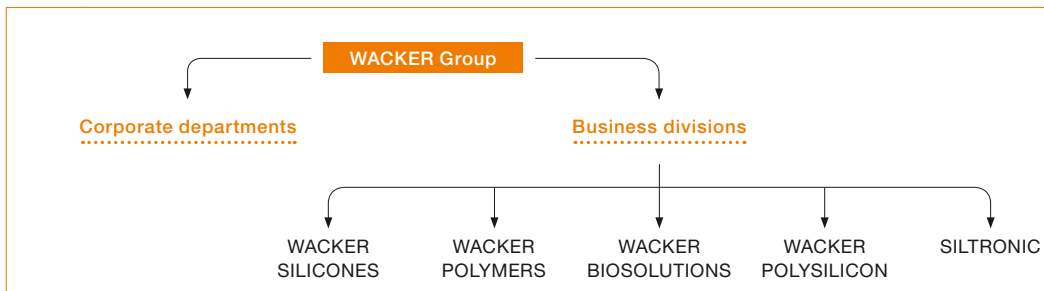 WACKER Group
Corporate departments
Business divisions
WACKER
SILICONES
WACKER
POLYMERS
WACKER
BIOSOLUTIONS
WACKER
POLYSILICON
SILTRONIC